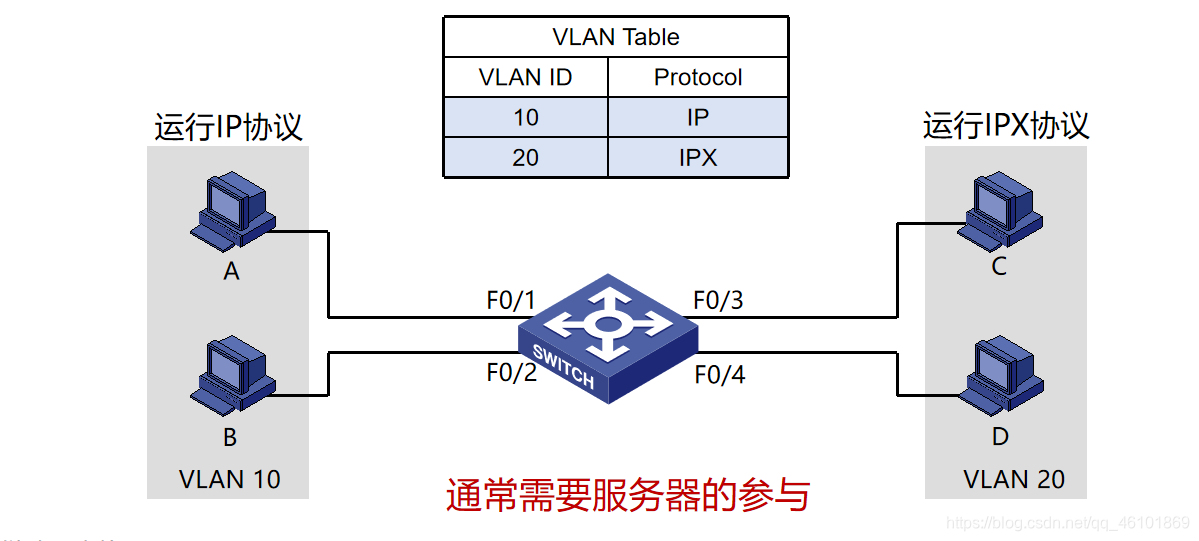 VLAN Table
VLAN ID Protocol
10 IP
20 IPX
运行IP协议
运行IPX协议
A
C
F0/1
F0/3
SWITCH
F0/2
F0/4
B
D
VLAN 10
VLAN 20
通常需要服务器的参与
https://blog.csdn.net/qq_46101869